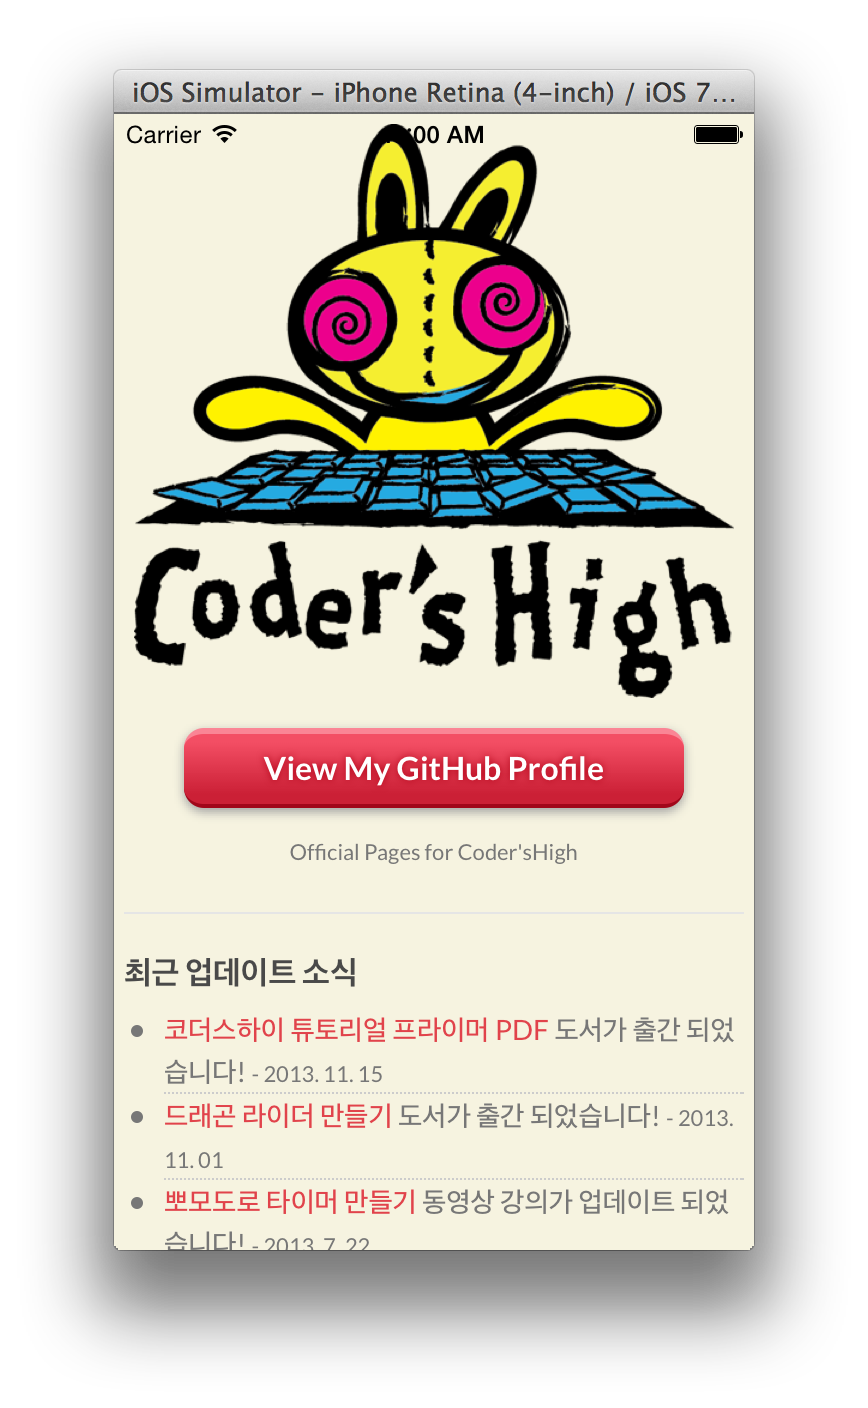 iOS Simulator – iPhone Retina (4-inch) / iOS 7...
Carrier :00 AM
Coder's High
View My GitHub Profile
Official Pages for Coder'sHigh
최근 업데이트 소식
코더스하이 튜토리얼 프라이머 PDF 도서가 출간 되었
습니다! - 2013. 11. 15
드래곤 라이더 만들기 도서가 출간 되었습니다! - 2013.
11. 01
뽀모도로 타이머 만들기 동영상 강의가 업데이트 되었
습니다! - 2013. 7. 22